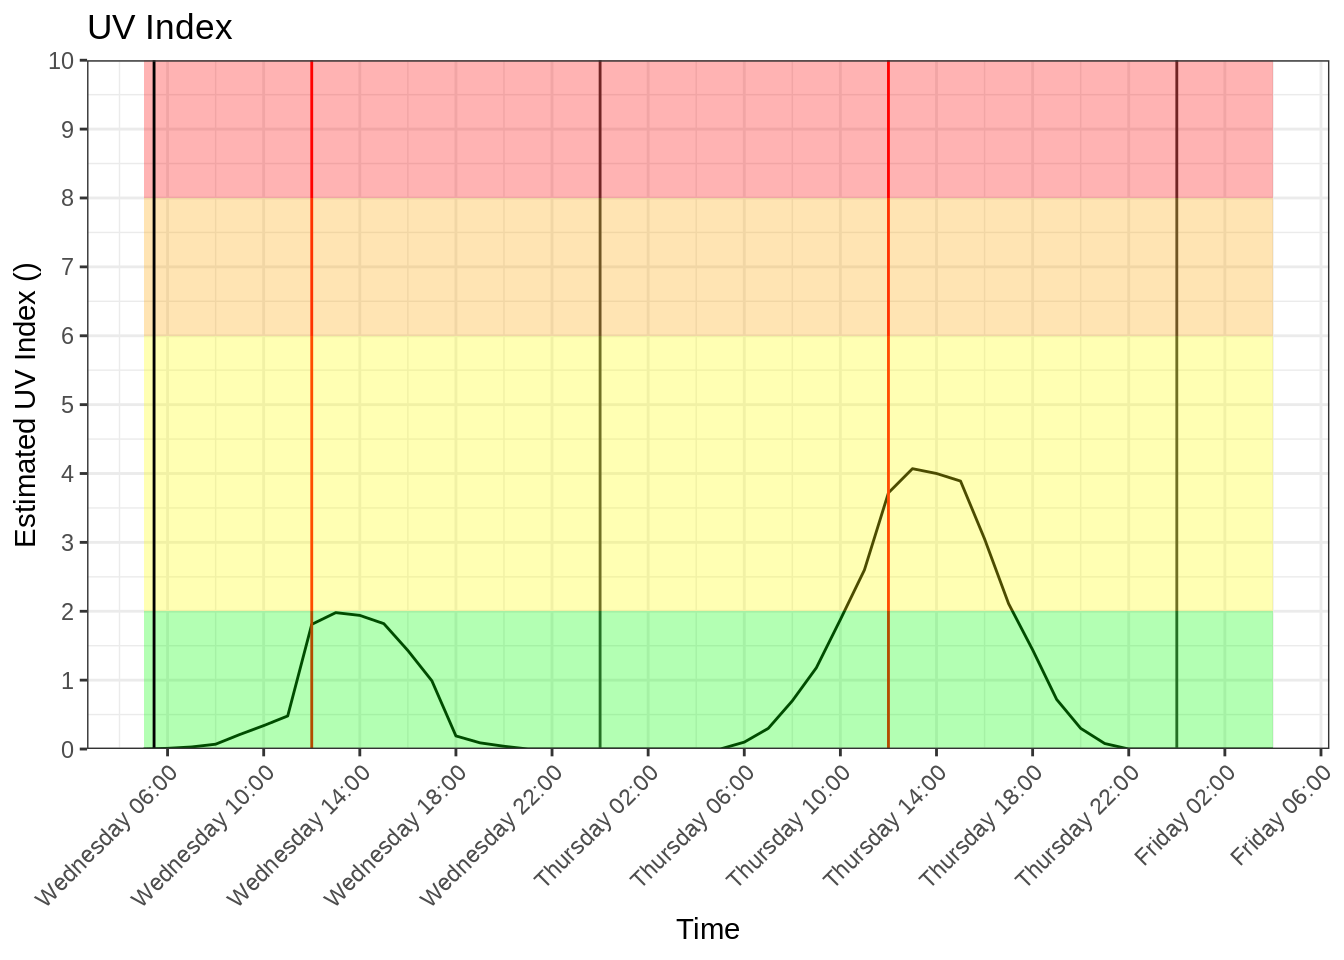 UV Index
Estimated UV Index ()
10
9
8
7
6
5
4
3
2
1
0
Wednesday 06:00
Wednesday 10:00
Wednesday 14:00
Wednesday 18:00
Wednesday 22:00
Thursday 02:00
Thursday 06:00
Thursday 10:00
Thursday 14:00
Thursday 18:00
Thursday 22:00
Friday 02:00
Friday 06:00
Time